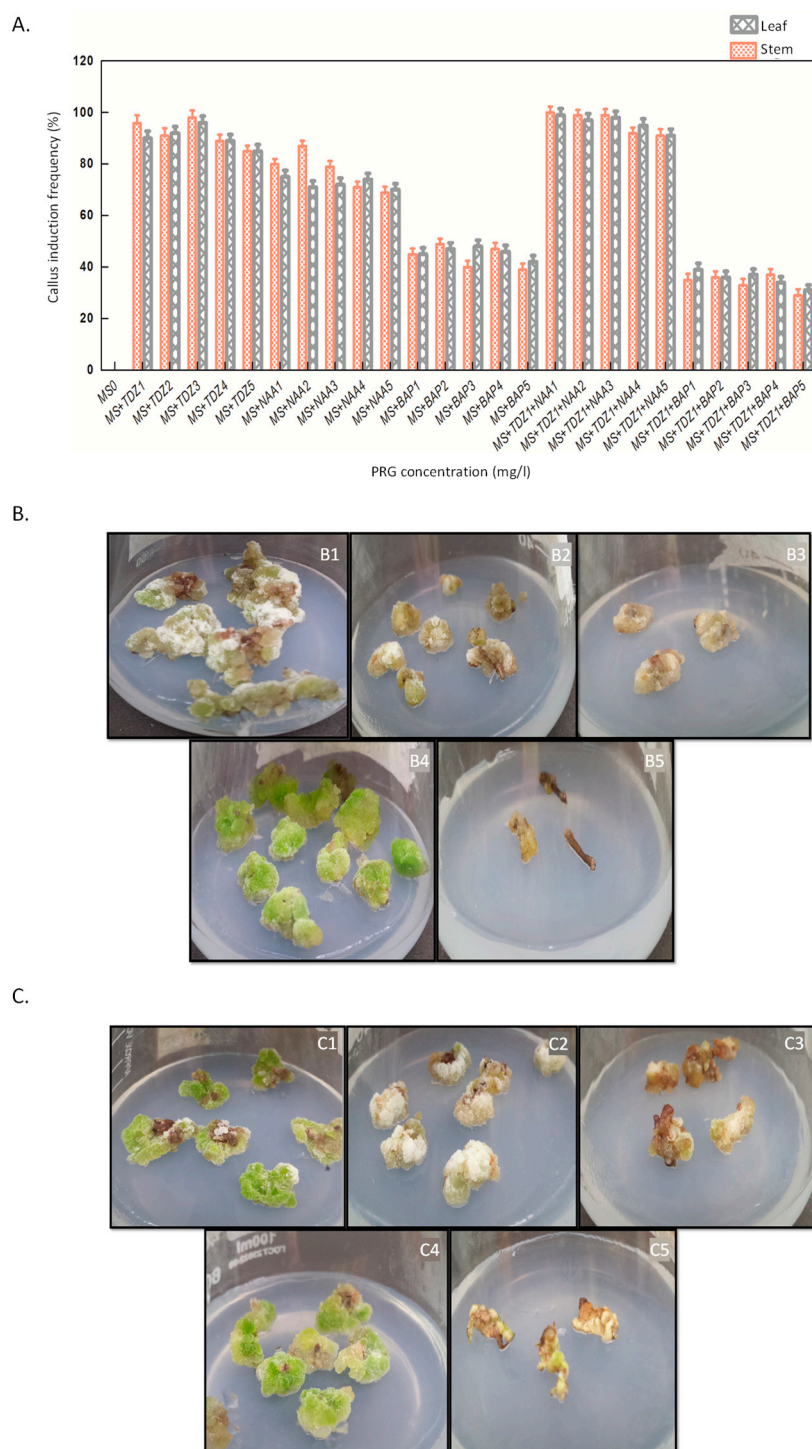 A.
Leaf
Stem
Callus induction frequency (%)
120
100
80
60
40
20
0
MS0
MS+TDZ1
MS+TDZ2
MS+TDZ3
MS+TDZ4
MS+TDZ5
MS+NAA1
MS+NAA2
MS+NAA3
MS+NAA4
MS+NAA5
MS+BAP1
MS+BAP2
MS+BAP3
MS+BAP4
MS+BAP5
MS+TDZ1+NAA1
MS+TDZ1+NAA2
MS+TDZ1+NAA3
MS+TDZ1+NAA4
MS+TDZ1+NAA5
MS+TDZ1+BAP1
MS+TDZ1+BAP2
MS+TDZ1+BAP3
MS+TDZ1+BAP4
MS+TDZ1+BAP5
PRG concentration (mg/l)
B.
B1
B2
B3
B4
B5
C.
C1
C2
C3
C4
100ml
C5